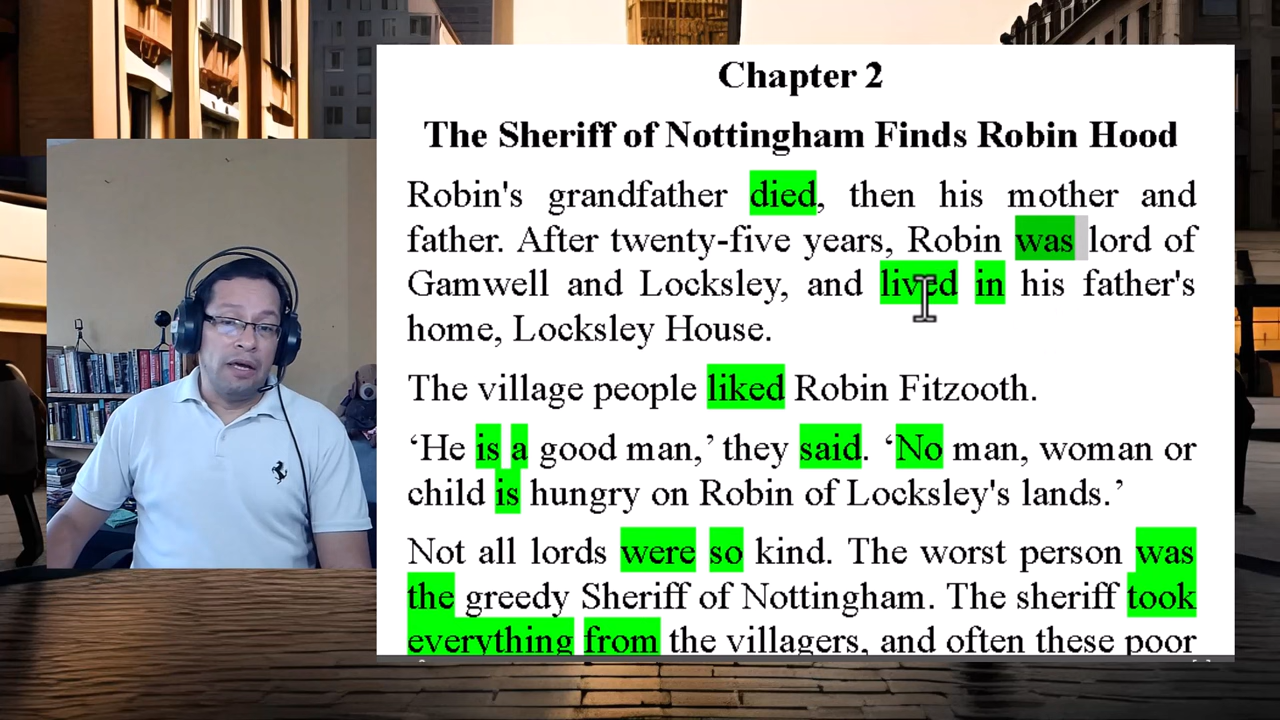 Chapter 2
The Sheriff of Nottingham Finds Robin Hood
Robin's grandfather died, then his mother and
father. After twenty-five years, Robin was lord of
Gamwell and Locksley, and lived in his father's
home, Locksley House.
The village people liked Robin Fitzooth.
‘He is a good man,’ they said. ‘No man, woman or
child is hungry on Robin of Locksley's lands.’
Not all lords were so kind. The worst person was
the greedy Sheriff of Nottingham. The sheriff took
everything from the villagers, and often these poor